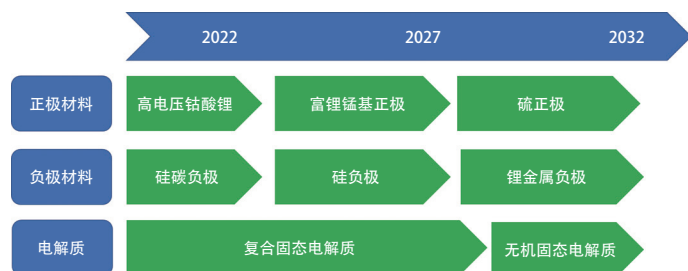 2022 2027 2032
正极材料 高电压钴酸锂 富锂锰基正极 硫正极
负极材料 硅碳负极 硅负极 锂金属负极
电解质 复合固态电解质 无机固态电解质